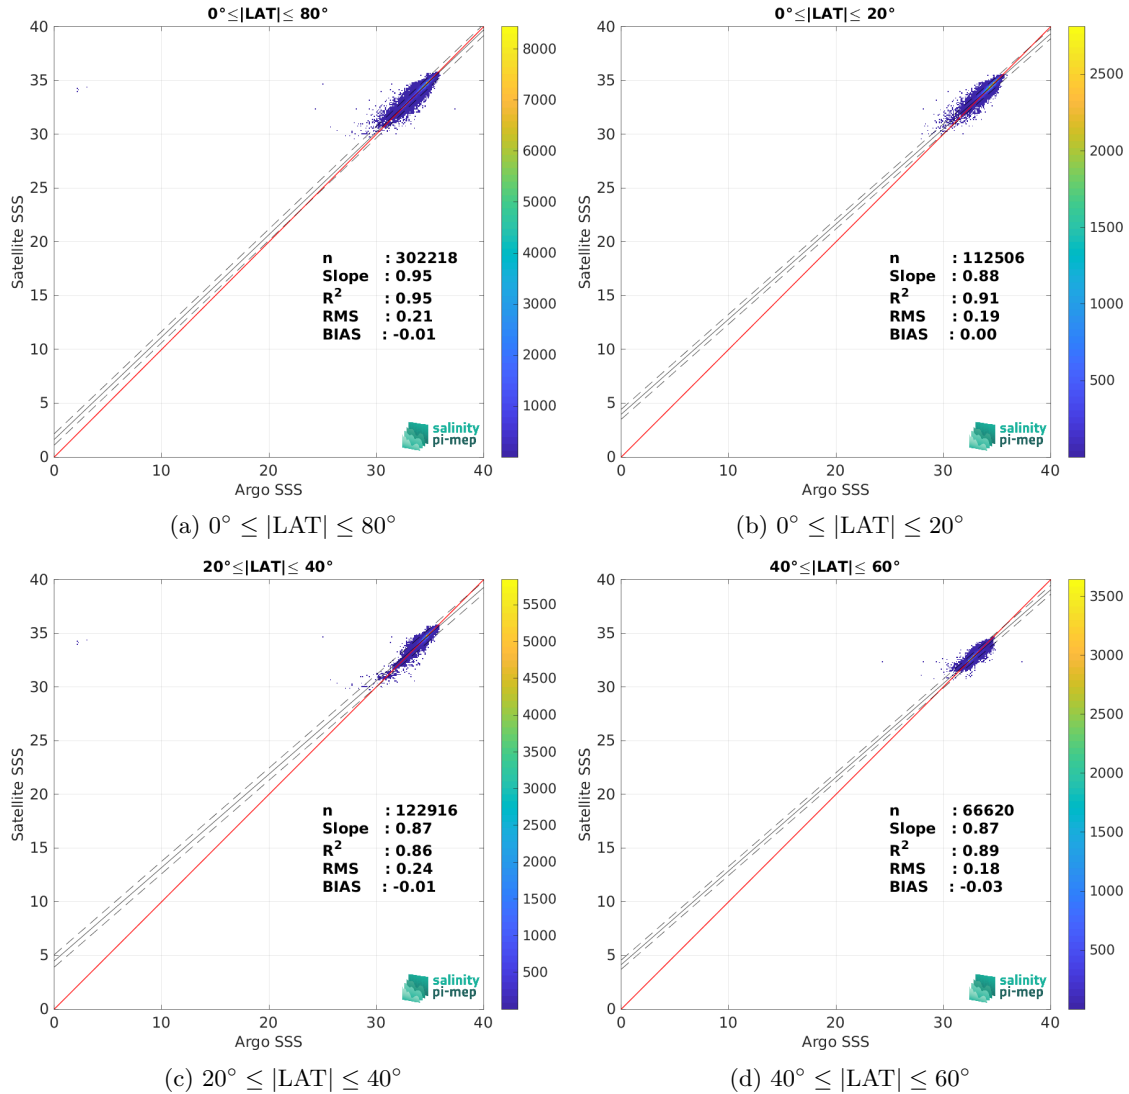 0°≤|LAT|≤ 80°
40
35
30
25
20
15
10
5
0
Satellite SSS
0
10
20
30
40
Argo SSS
n : 302218
Slope : 0.95
R² : 0.95
RMS : 0.21
BIAS : -0.01
salinity
pi-mep
8000
7000
6000
5000
4000
3000
2000
1000
(a) 0° ≤ |LAT| ≤ 80°
0°≤|LAT|≤ 20°
40
35
30
25
20
15
10
5
0
Satellite SSS
0
10
20
30
40
Argo SSS
n : 112506
Slope : 0.88
R² : 0.91
RMS : 0.19
BIAS : 0.00
salinity
pi-mep
2500
2000
1500
1000
500
(b) 0° ≤ |LAT| ≤ 20°
20°≤|LAT|≤ 40°
40
35
30
25
20
15
10
5
0
Satellite SSS
0
10
20
30
40
Argo SSS
n : 122916
Slope : 0.87
R² : 0.86
RMS : 0.24
BIAS : -0.01
salinity
pi-mep
5500
5000
4500
4000
3500
3000
2500
2000
1500
1000
500
(c) 20° ≤ |LAT| ≤ 40°
40°≤|LAT|≤ 60°
40
35
30
25
20
15
10
5
0
Satellite SSS
0
10
20
30
40
Argo SSS
n : 66620
Slope : 0.87
R² : 0.89
RMS : 0.18
BIAS : -0.03
salinity
pi-mep
3500
3000
2500
2000
1500
1000
500
(d) 40° ≤ |LAT| ≤ 60°